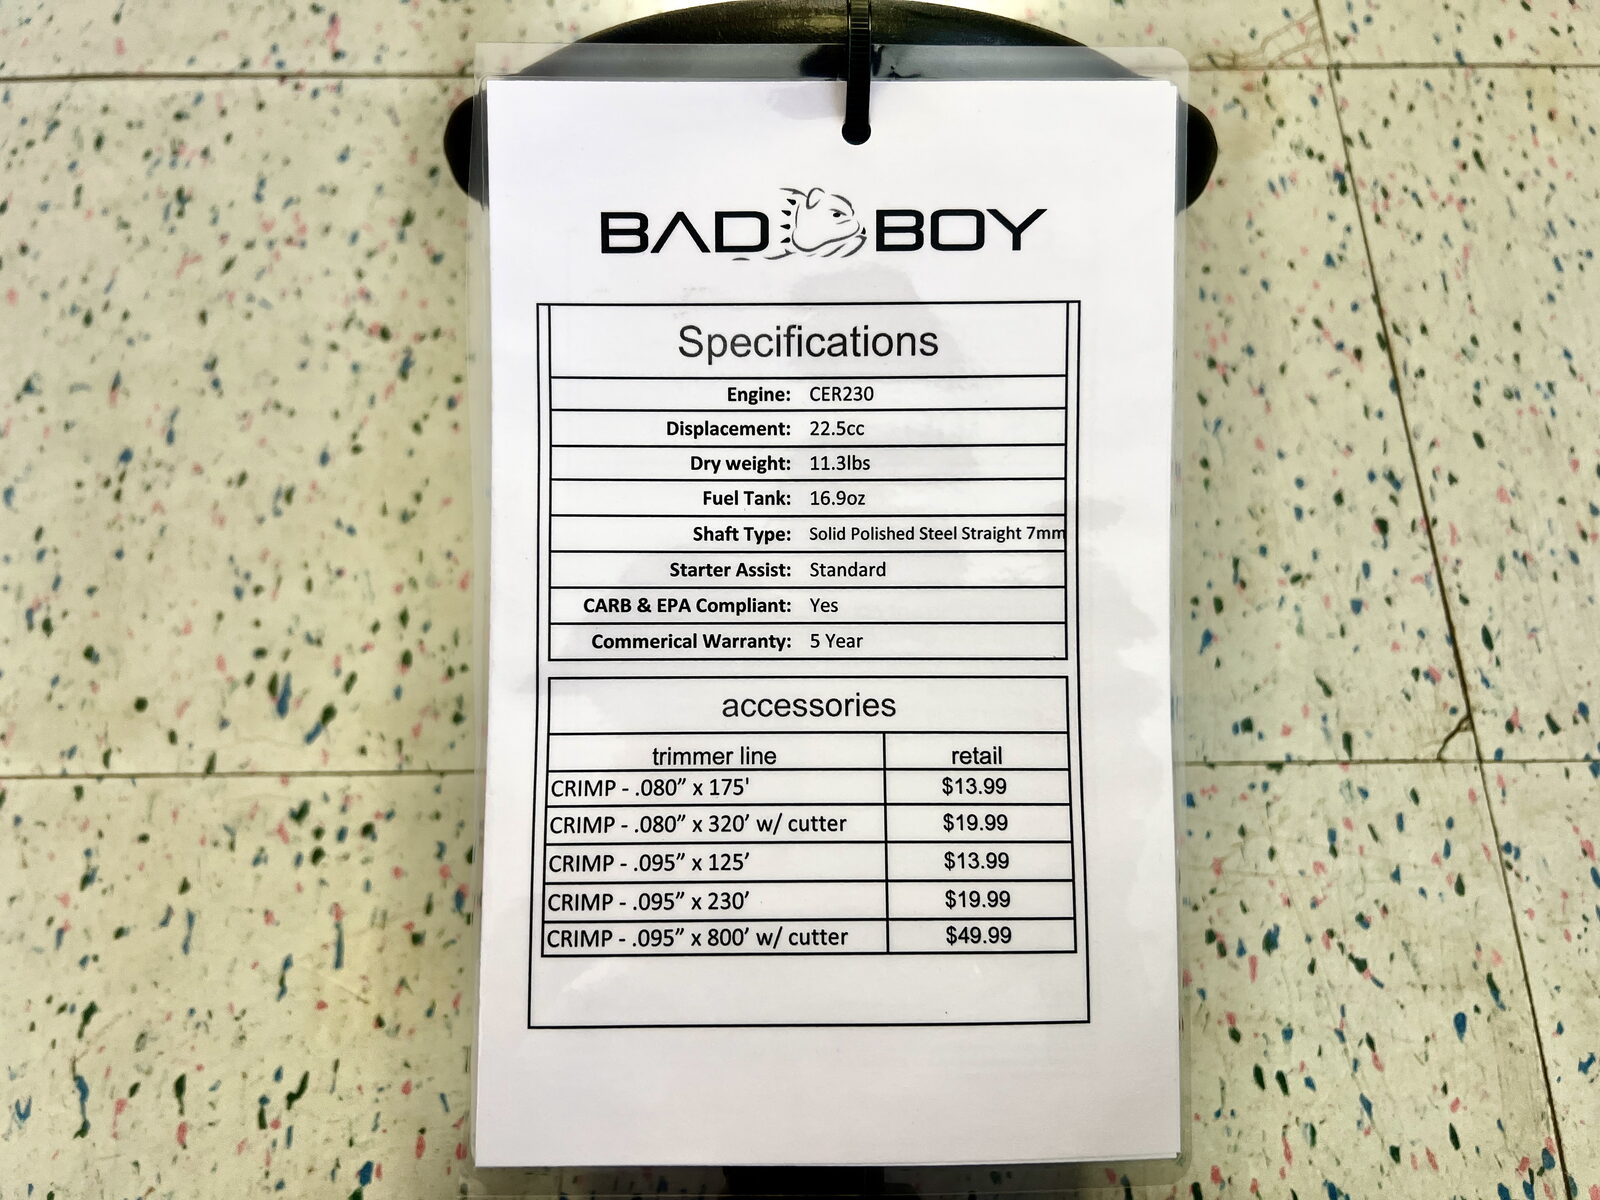 BAD BOY
Specifications
Engine: CER230
Displacement: 22.5cc
Dry weight: 11.3lbs
Fuel Tank: 16.9oz
Shaft Type: Solid Polished Steel Straight 7mm
Starter Assist: Standard
CARB & EPA Compliant: Yes
Commerical Warranty: 5 Year
accessories
trimmer line retail
CRIMP - .080” x 175' $13.99
CRIMP - .080” x 320’ w/ cutter $19.99
CRIMP - .095” x 125’ $13.99
CRIMP - .095” x 230’ $19.99
CRIMP - .095” x 800’ w/ cutter $49.99